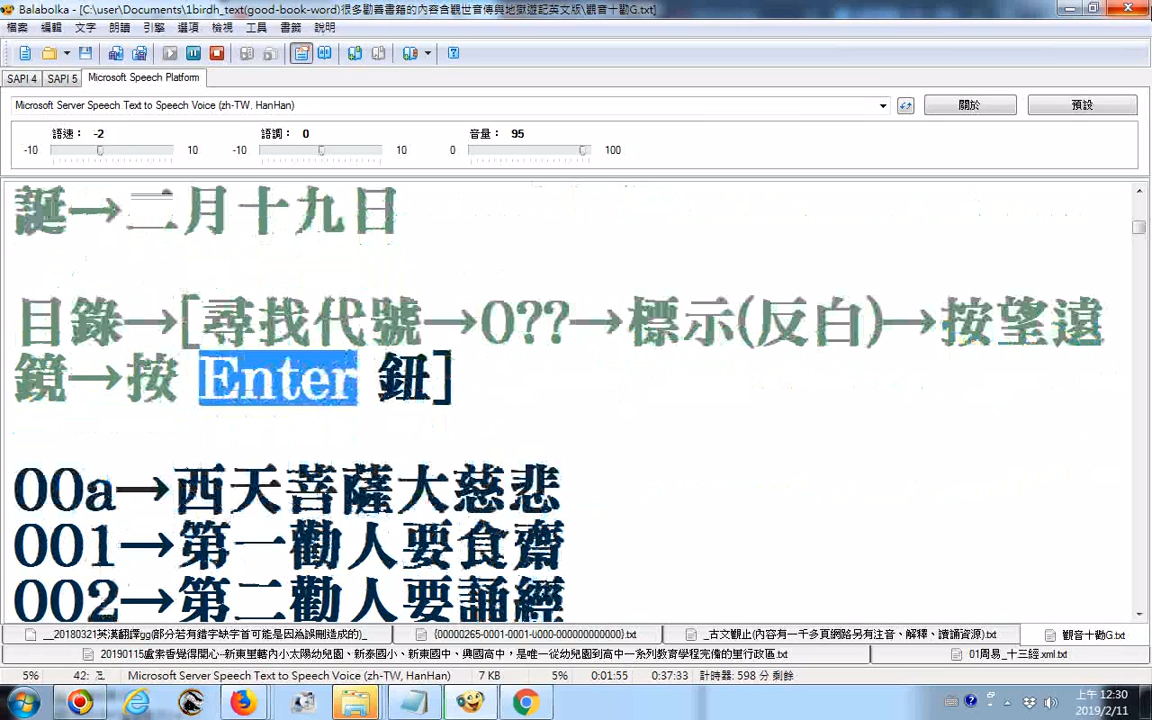 Balabolka - [C:\user\Documents\1birdh_text(good-book-word)很多勸善書籍的內容含觀世音傳與地獄遊記英文版\觀音十勸G.txt]
檔案 編輯 文字 朗讀 引擎 選項 檢視 工具 書籤 說明
SAPI 4 SAPI 5 Microsoft Speech Platform
Microsoft Server Speech Text to Speech Voice (zh-TW, HanHan) 關於 預設
語速： -2 語調： 0 音量： 95
-10 10 -10 10 0 100
誕→二月十九日
目錄→[尋找代號→O??→標示(反白)→按望遠
鏡→按 Enter 鈕]
00a→西天菩薩大慈悲
001→第一勸人要食齋
002→第二勸人要誦經
__20180321英漢翻譯gg(部分若有錯字缺字首可能是因為誤刪造成的)_ {00000265-0001-0001-u000-000000000000}.txt _古文觀止(內容有一千多頁網路另有注音、解釋、讀誦資源).txt 觀音十勸G.txt
20190115盧素香覺得開心--新東里轄內小太陽幼兒園、新泰國小、新東國中、興國高中，是唯一從幼兒園到高中一系列教育學程完備的里行政區.txt 01周易_十三經.xml.txt
5% 42: 7E Microsoft Server Speech Text to Speech Voice (zh-TW, HanHan) 7 KB 5% 0:01:55 0:37:33 計時器： 598 分 剩餘
上午 12:30
2019/2/11